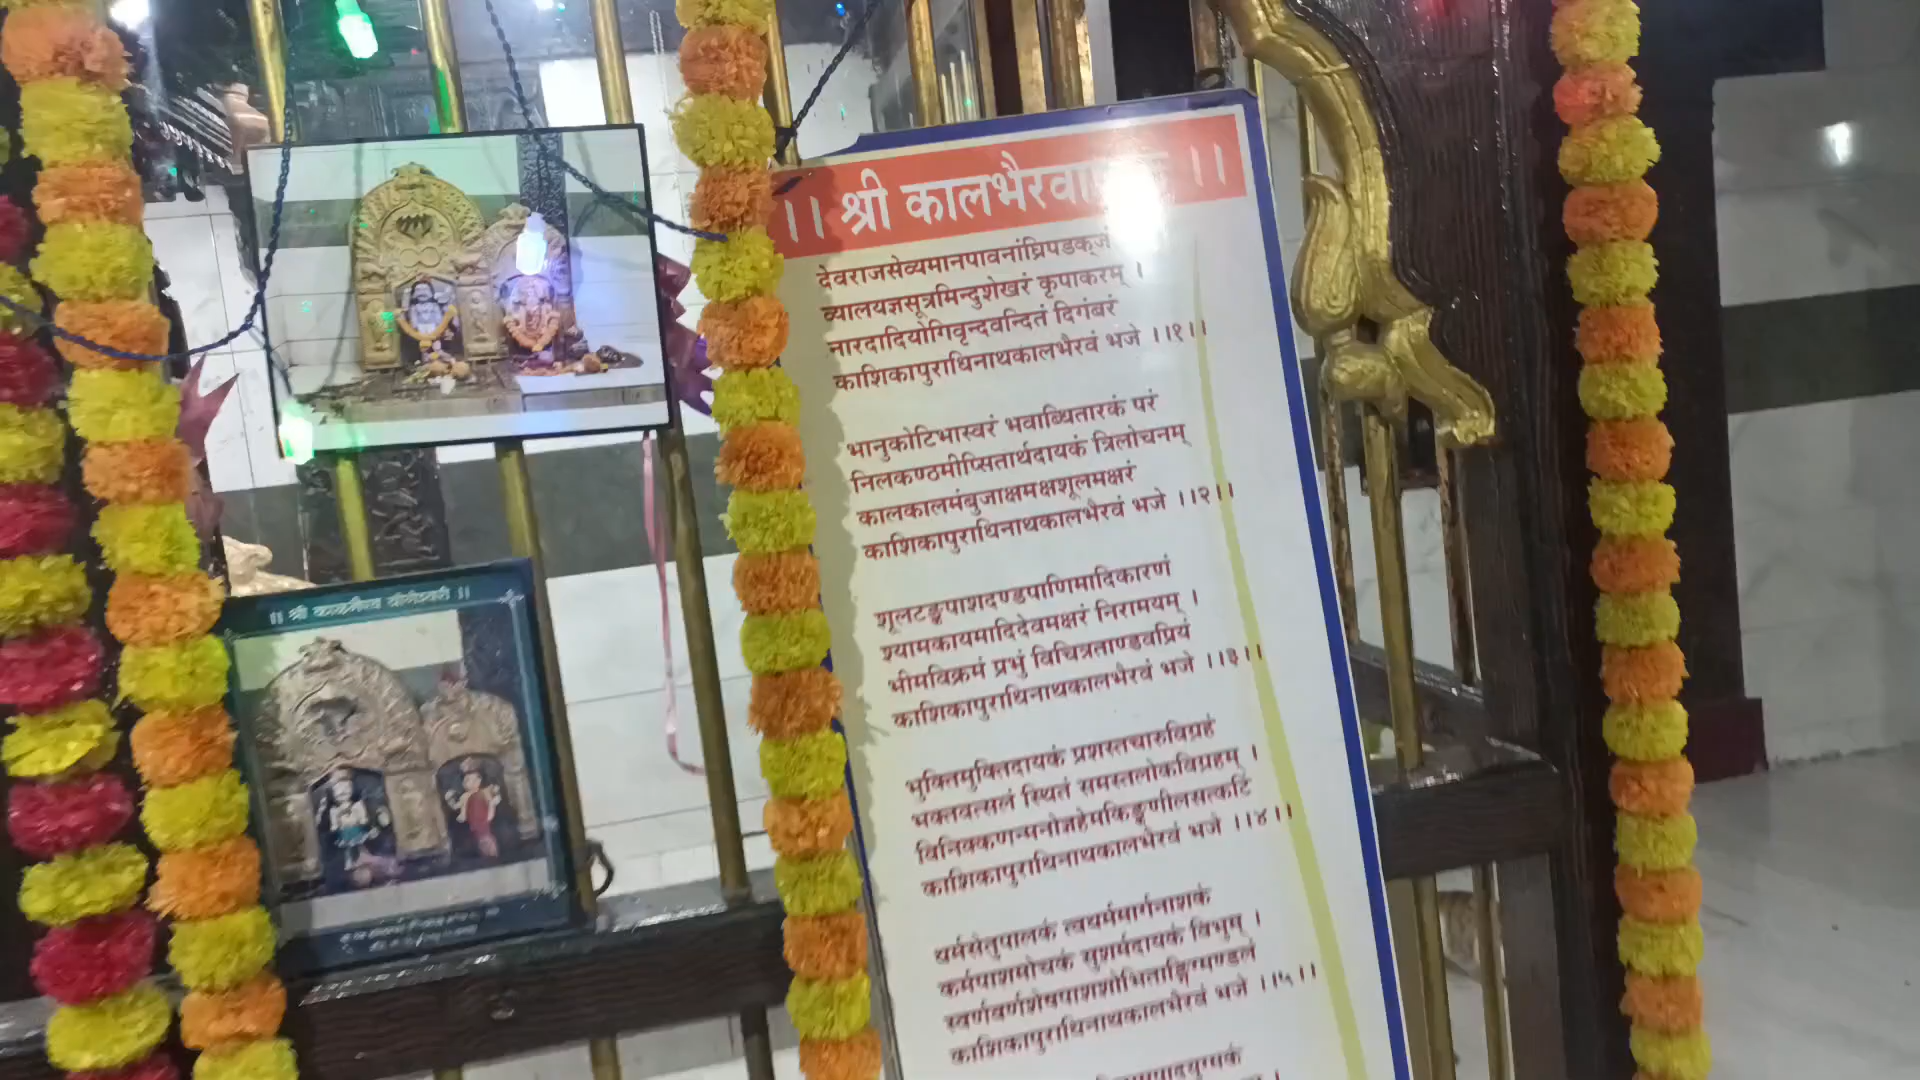 ।। श्री कालभैरवा ।।
देवराजसेव्यमानपावनांघ्रिपडकजं
व्यालयज्ञसूत्रमिन्दुशेखरं कृपाकरम् ।
नारदादियोगिवृन्दवन्दितं दिगंबरं
काशिकापुराधिनाथकालभैरवं भजे ।।१।।
भानुकोटिभास्वरं भवाब्धितारकं परं
निलकण्ठमीप्सितार्थदायकं त्रिलोचनम्
कालकालमंबुजाक्षमक्षशूलमक्षरं
काशिकापुराधिनाथकालभैरवं भजे ।।२।।
शूलटङ्कपाशदण्डपाणिमादिकारणं
श्यामकायमादिदेवमक्षरं निरामयम् ।
भीमविक्रमं प्रभुं विचित्रताण्डवप्रियं
काशिकापुराधिनाथकालभैरवं भजे ।।३।।
भुक्तिमुक्तिदायकं प्रशस्तचारुविग्रहं
भक्तवत्सलं स्थितं समस्तलोकविग्रहम् ।
विनिक्कणन्मनोज्ञहेमकिङ्कूणीलसत्कटिं
काशिकापुराधिनाथकालभैरवं भजे ।।४।।
धर्मसेतुपालकं त्वधर्ममार्गनाशकं
कर्मपाशमोचकं सुशर्मदायकं विभुम् ।
स्वर्णवर्णशेषपाशशोभिताङ्गिमण्डलं
काशिकापुराधिनाथकालभैरवं भजे ।।५।।
।। श्री काळभैरव जोगेश्वरी ।।